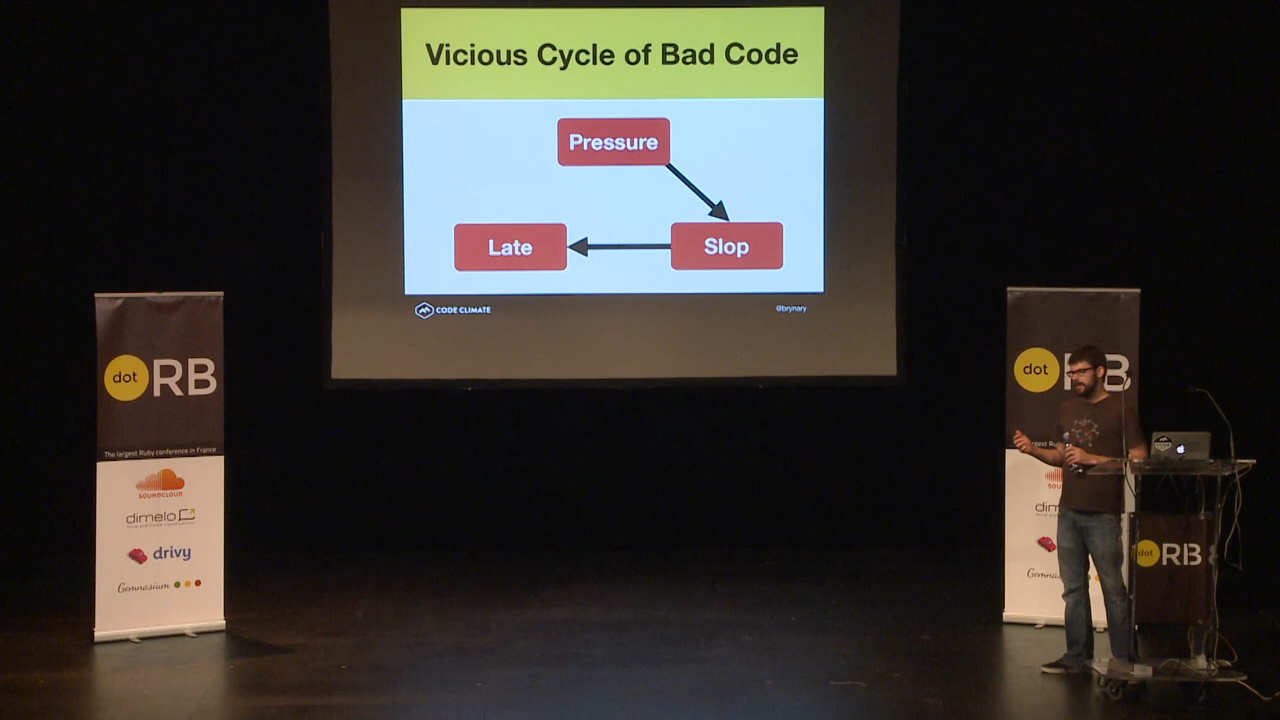 Vicious Cycle of Bad Code
Pressure
Late
Slop
CODE CLIMATE
@brynary
dot RB
The largest Ruby conference in France
SOUNDCLOUD
dimelo
drivy
Gemnasium
dot RB
dot RB